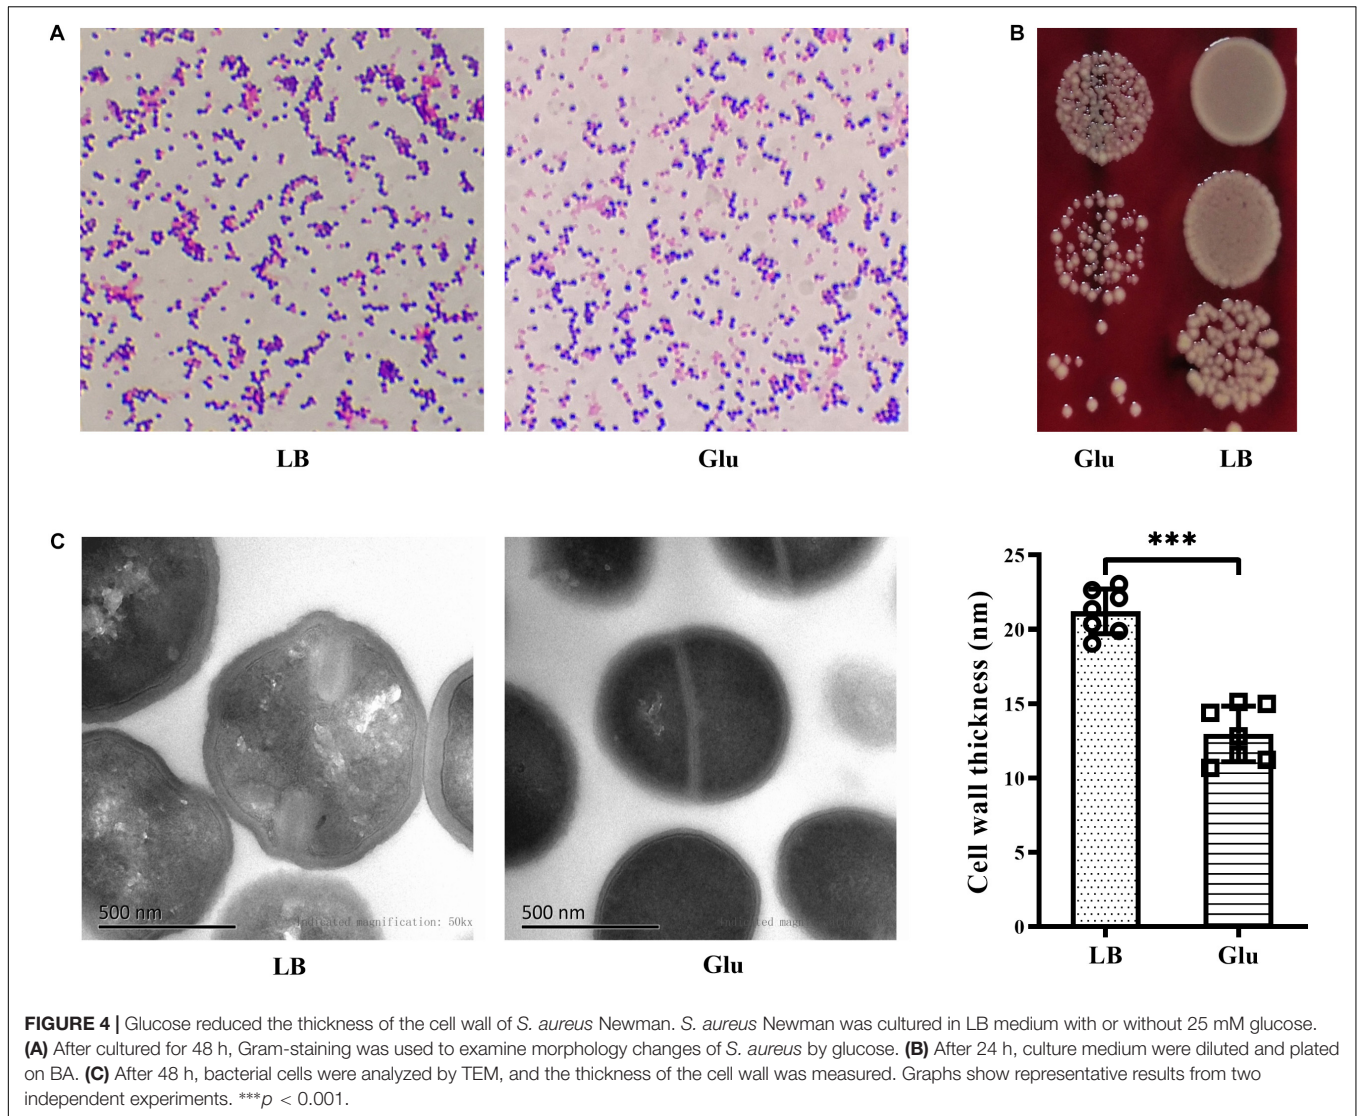 A
B
LB
Glu
Glu
LB
C
500 nm
Indicated magnification: 50kx
LB
500 nm
Indicated magn
Glu
***
25
20
15
10
5
0
Cell wall thickness (nm)
LB
Glu
FIGURE 4 | Glucose reduced the thickness of the cell wall of S. aureus Newman. S. aureus Newman was cultured in LB medium with or without 25 mM glucose.
(A) After cultured for 48 h, Gram-staining was used to examine morphology changes of S. aureus by glucose. (B) After 24 h, culture medium were diluted and plated
on BA. (C) After 48 h, bacterial cells were analyzed by TEM, and the thickness of the cell wall was measured. Graphs show representative results from two
independent experiments. ***p < 0.001.